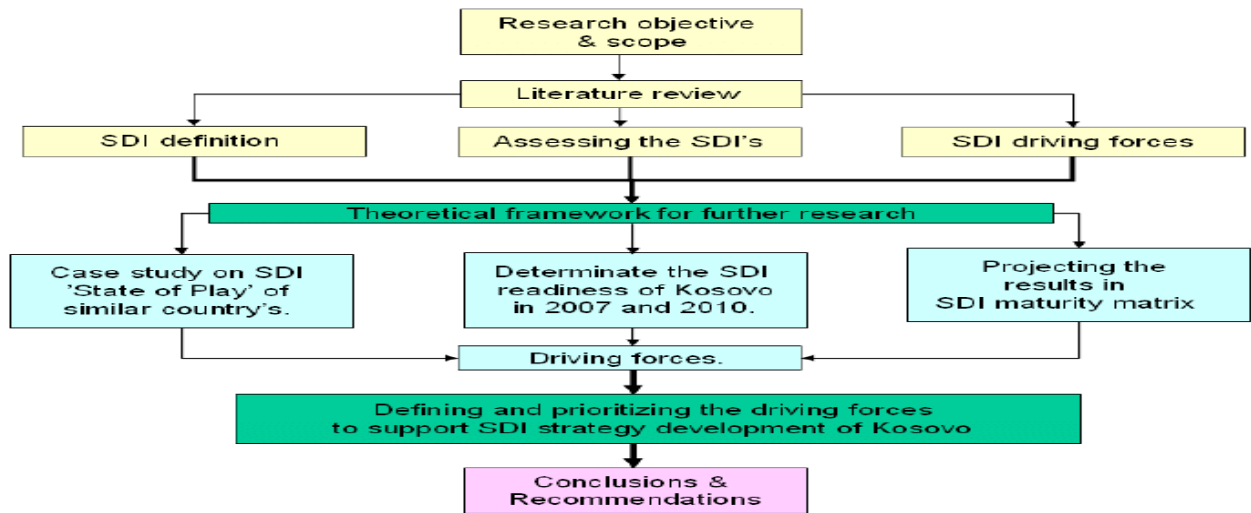 Research objective
& scope
Literature review
SDI definition
Assessing the SDI's
SDI driving forces
Theoretical framework for further research
Case study on SDI
'State of Play' of
similar country's.
Determinate the SDI
readiness of Kosovo
in 2007 and 2010.
Projecting the
results in
SDI maturity matrix
Driving forces.
Defining and prioritizing the driving forces
to support SDI strategy development of Kosovo
Conclusions &
Recommendations